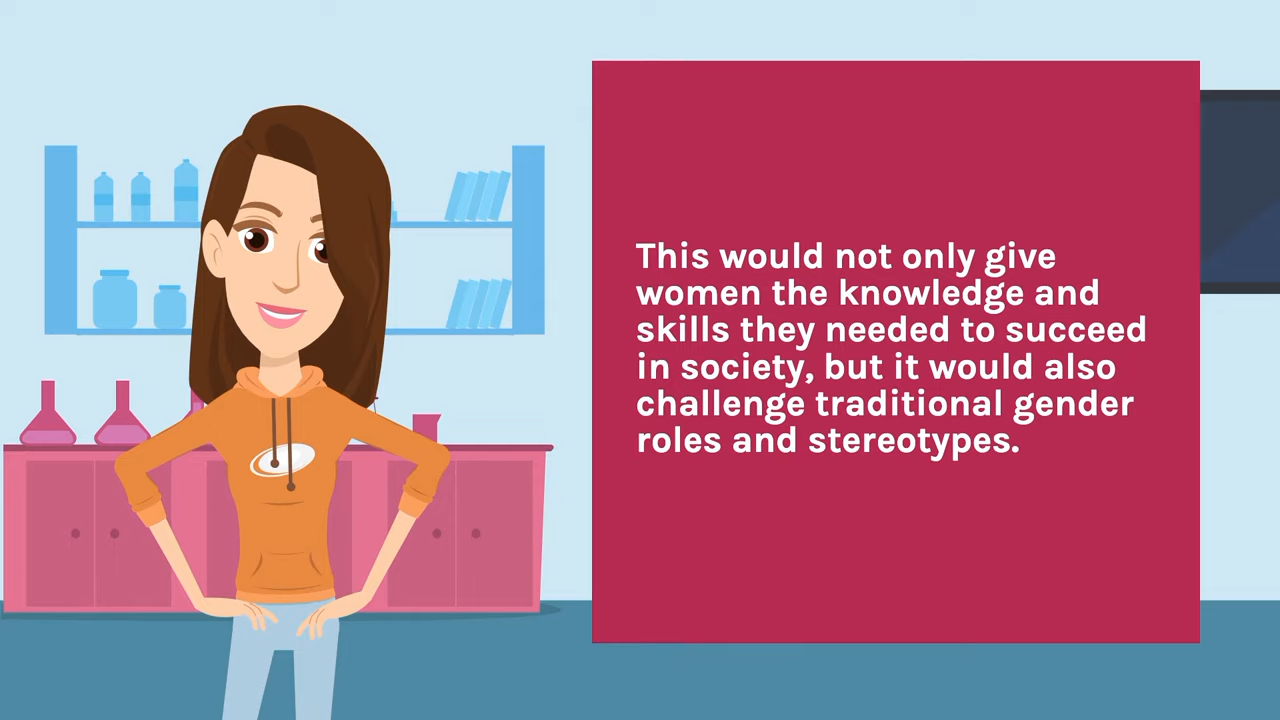 This would not only give
women the knowledge and
skills they needed to succeed
in society, but it would also
challenge traditional gender
roles and stereotypes.